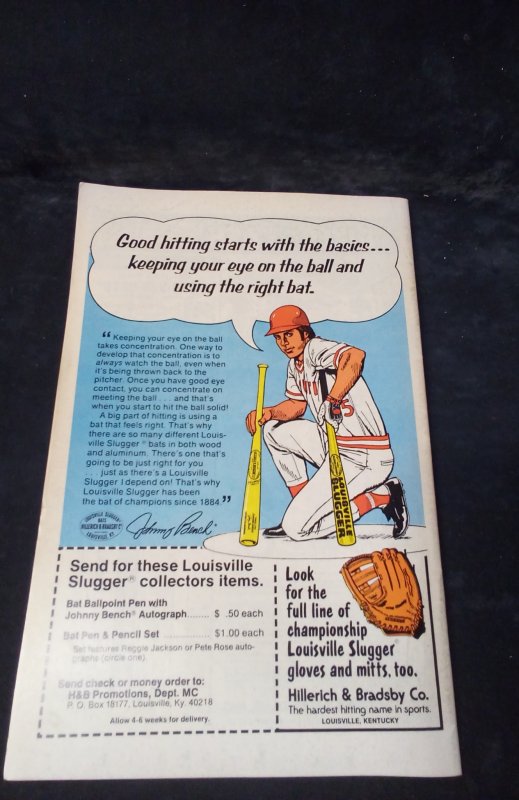 Good hitting starts with the basics...
keeping your eye on the ball and
using the right bat.
"Keeping your eye on the ball
takes concentration. One way to
develop that concentration is to
always watch the ball, even when
it's being thrown back to the
pitcher. Once you have good eye
contact, you can concentrate on
meeting the ball . . . and that's
when you start to hit the ball solid!
A big part of hitting is using a
bat that feels right. That's why
there are so many different Louis-
ville Slugger® bats in both wood
and aluminum. There's one that's
going to be just right for you
. . . just as there's a Louisville
Slugger I depend on! That's why
Louisville Slugger has been
the bat of champions since 1884."
LOUISVILLE SLUGGER
BATS
HILLERICH & BRADSBY Co
LOUISVILLE, KY.
Johnny Bench
5
LOUISVILLE
SLUGGER
Send for these Louisville
Slugger® collectors items.
Bat Ballpoint Pen with
Johnny Bench Autograph....... $ .50 each
Bat Pen & Pencil Set .............. $1.00 each
Set features Reggie Jackson or Pete Rose auto-
graphs (circle one).
Send check or money order to:
H&B Promotions, Dept. MC
P. O. Box 18177, Louisville, Ky. 40218
Allow 4-6 weeks for delivery.
Look
for the
full line of
championship
Louisville Slugger
gloves and mitts, too.
Hillerich & Bradsby Co.
The hardest hitting name in sports.
LOUISVILLE, KENTUCKY